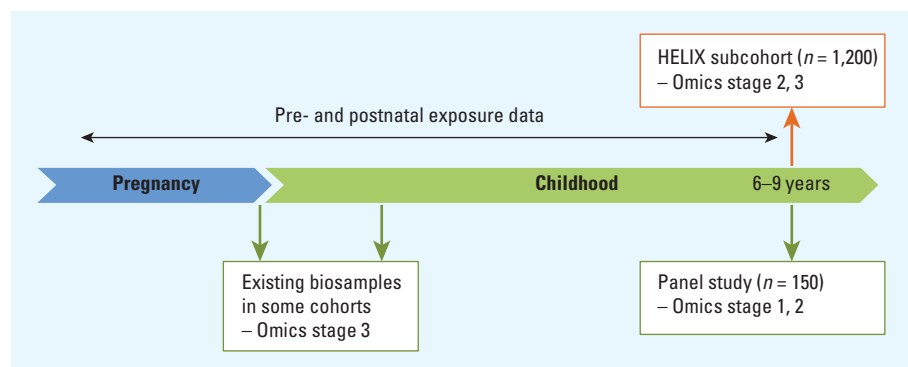 HELIX subcohort (n = 1,200)
– Omics stage 2, 3
Pre- and postnatal exposure data
Pregnancy
Childhood
6–9 years
Existing biosamples
in some cohorts
– Omics stage 3
Panel study (n = 150)
– Omics stage 1, 2